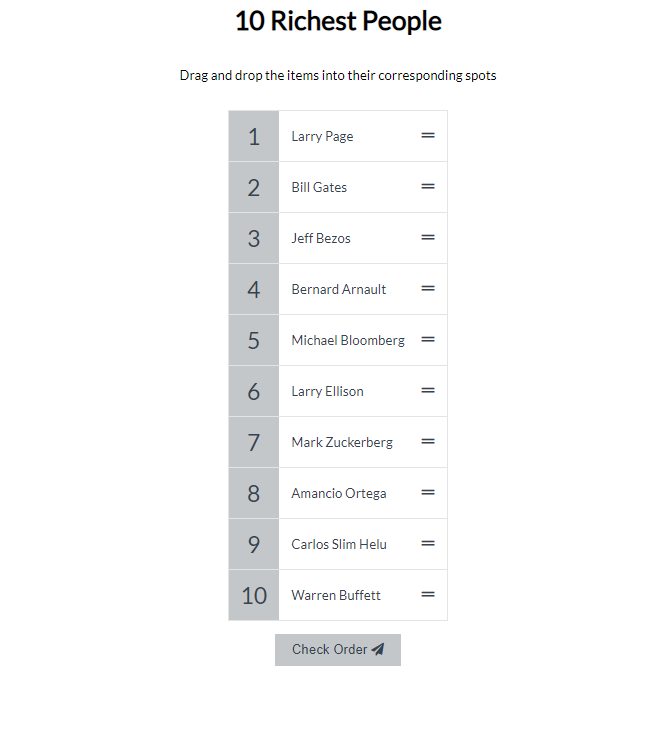 10 Richest People
Drag and drop the items into their corresponding spots
1 Larry Page
2 Bill Gates
3 Jeff Bezos
4 Bernard Arnault
5 Michael Bloomberg
6 Larry Ellison
7 Mark Zuckerberg
8 Amancio Ortega
9 Carlos Slim Helu
10 Warren Buffett
Check Order